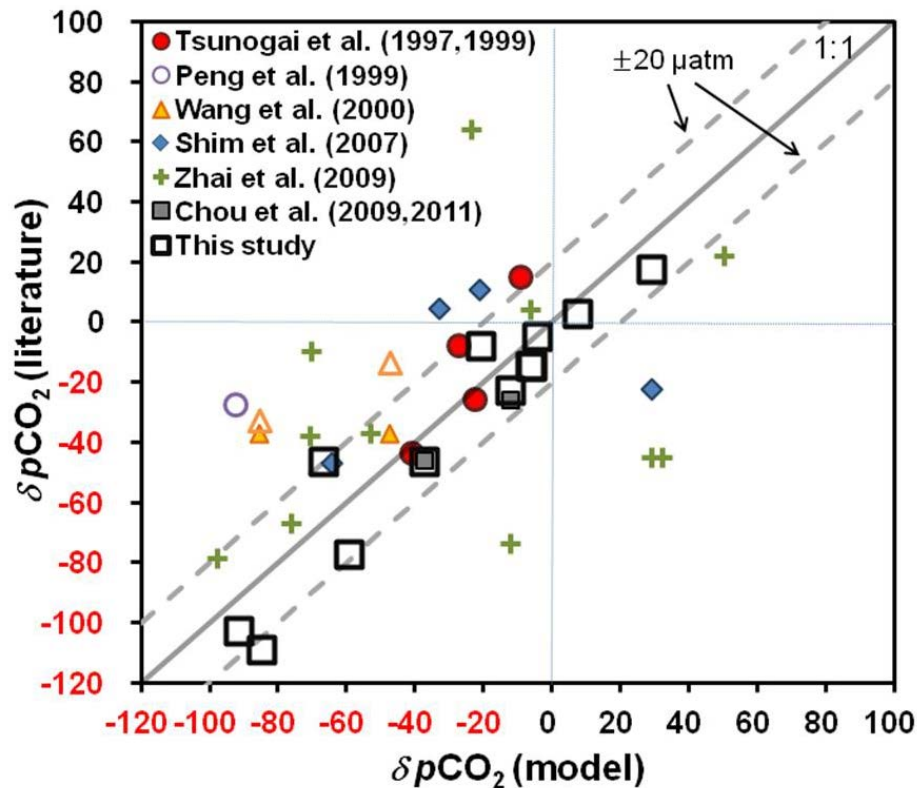 100
80
60
40
20
0
-20
-40
-60
-80
-100
-120
δpCO₂ (literature)
Tsunogai et al. (1997,1999)
Peng et al. (1999)
Wang et al. (2000)
Shim et al. (2007)
Zhai et al. (2009)
Chou et al. (2009,2011)
This study
±20 µatm
1:1
-120 -100 -80 -60 -40 -20 0 20 40 60 80 100
δpCO₂ (model)